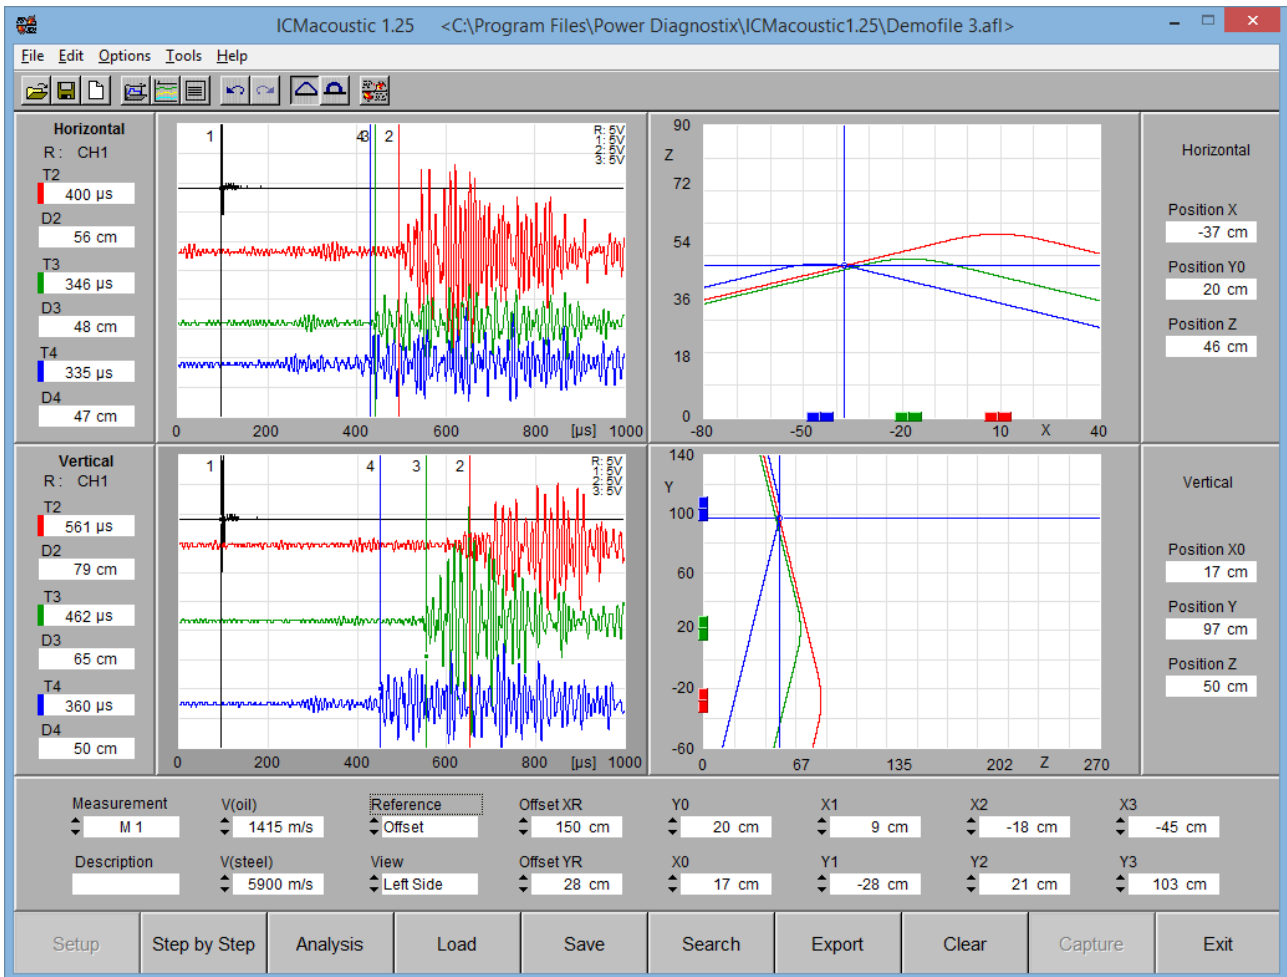 ICMacoustic 1.25 <C:\Program Files\Power Diagnostix\ICMacoustic1.25\Demofile 3.afl>
File Edit Options Tools Help
Horizontal
R: CH1
T2
400 µs
D2
56 cm
T3
346 µs
D3
48 cm
T4
335 µs
D4
47 cm
1 4 3 2
R: 5V
1: 5V
2: 5V
3: 5V
0 200 400 600 800 [µs] 1000
90
Z
72
54
36
18
0
-80 -50 -20 10 X 40
Horizontal
Position X
-37 cm
Position Y0
20 cm
Position Z
46 cm
Vertical
R: CH1
T2
561 µs
D2
79 cm
T3
462 µs
D3
65 cm
T4
360 µs
D4
50 cm
1 4 3 2
R: 5V
1: 5V
2: 5V
3: 5V
0 200 400 600 800 [µs] 1000
140
Y
100
60
20
-20
-60
0 67 135 202 Z 270
Vertical
Position X0
17 cm
Position Y
97 cm
Position Z
50 cm
Measurement V(oil) Reference Offset XR Y0 X1 X2 X3
M 1 1415 m/s Offset 150 cm 20 cm 9 cm -18 cm -45 cm
Description V(steel) View Offset YR X0 Y1 Y2 Y3
5900 m/s Left Side 28 cm 17 cm -28 cm 21 cm 103 cm
Setup Step by Step Analysis Load Save Search Export Clear Capture Exit